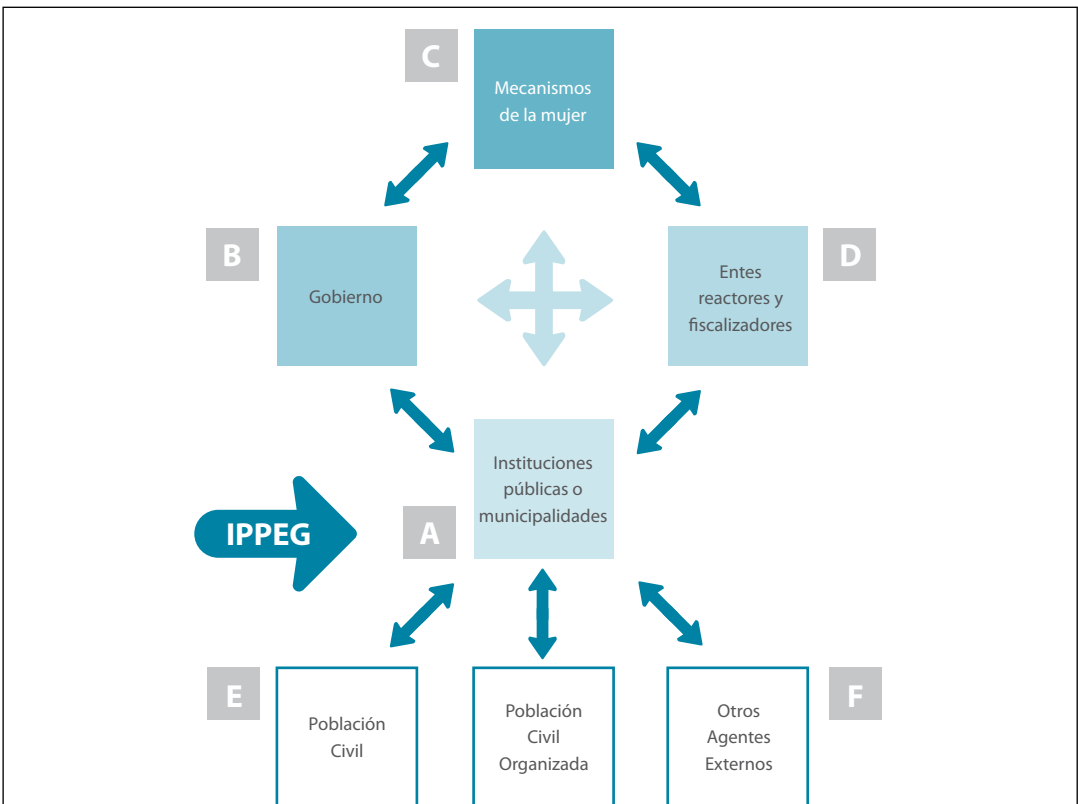 C
Mecanismos
de la mujer
B
Gobierno
Entes
reactores y
fiscalizadores
D
IPPEG
A
Instituciones
públicas o
municipalidades
E
Población
Civil
Población
Civil
Organizada
Otros
Agentes
Externos
F